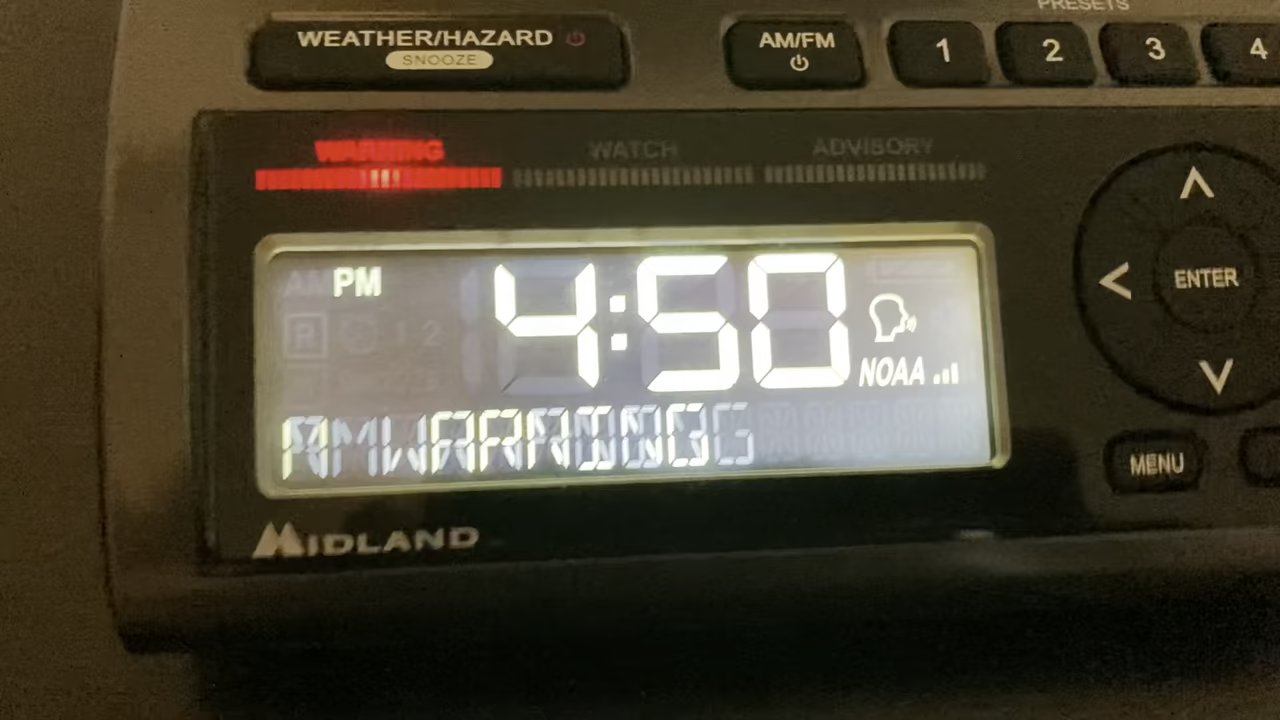 PRESETS
WEATHER/HAZARD
SNOOZE
AM/FM
1 2 3 4
WARNING WATCH ADVISORY
PM 4:50
NOAA
ENTER
MENU
MIDLAND